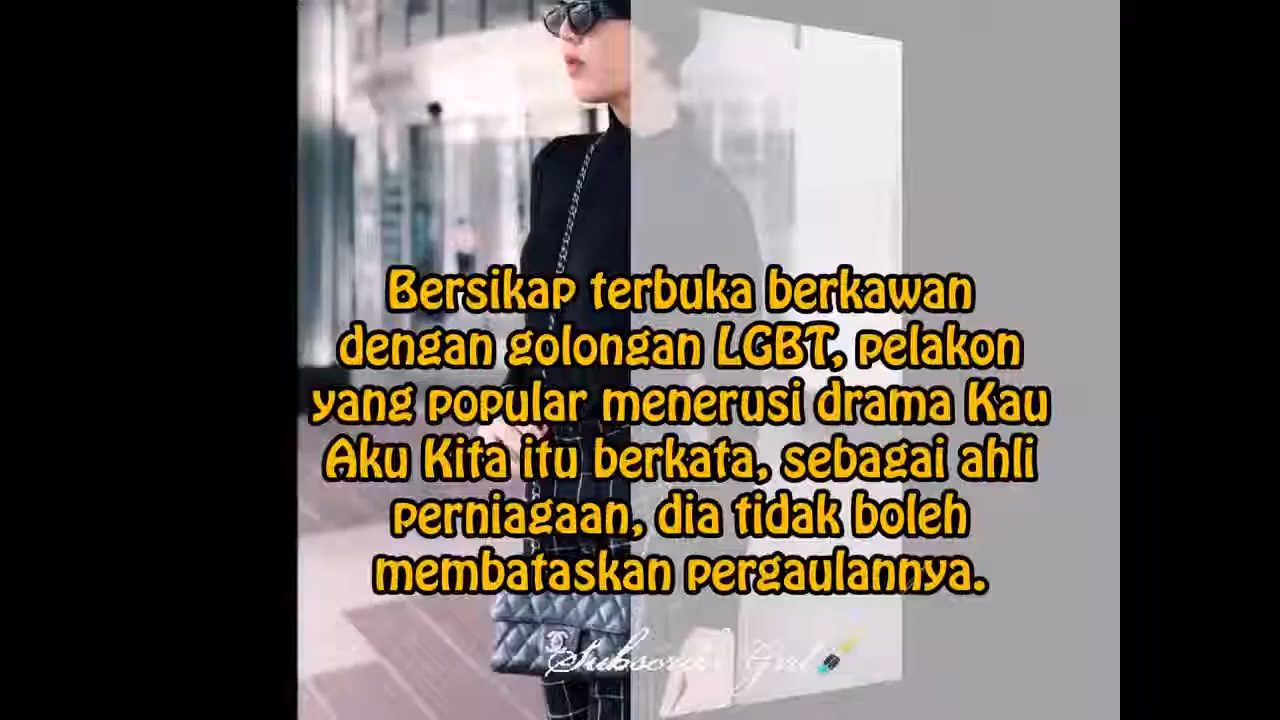 Bersikap terbuka berkawan
dengan golongan LGBT, pelakon
yang popular menerusi drama Kau
Aku Kita itu berkata, sebagai ahli
perniagaan, dia tidak boleh
membataskan pergaulannya.